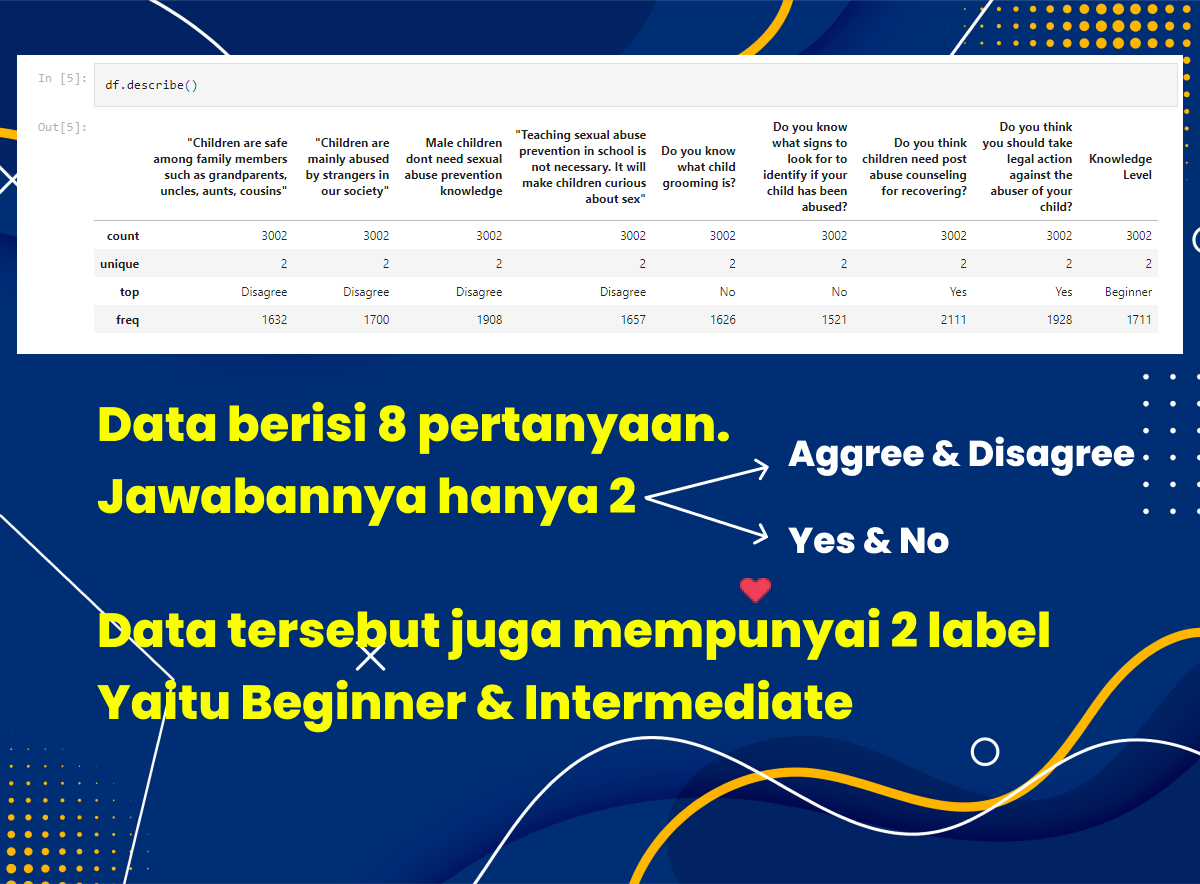 In [5]:
df.describe()
Out[5]:
"Children are safe
among family members
such as grandparents,
uncles, aunts, cousins"
"Children are
mainly abused
by strangers in
our society"
Male children
dont need sexual
abuse prevention
knowledge
"Teaching sexual abuse
prevention in school is
not necessary. It will
make children curious
about sex"
Do you know
what child
grooming is?
Do you know
what signs to
look for to
identify if your
child has been
abused?
Do you think
children need post
abuse counseling
for recovering?
Do you think
you should take
legal action
against the
abuser of your
child?
Knowledge
Level
count 3002 3002 3002 3002 3002 3002 3002 3002 3002
unique 2 2 2 2 2 2 2 2 2
top Disagree Disagree Disagree Disagree No No Yes Yes Beginner
freq 1632 1700 1908 1657 1626 1521 2111 1928 1711
Data berisi 8 pertanyaan.
Jawabannya hanya 2
Aggree & Disagree
Yes & No
Data tersebut juga mempunyai 2 label
Yaitu Beginner & Intermediate